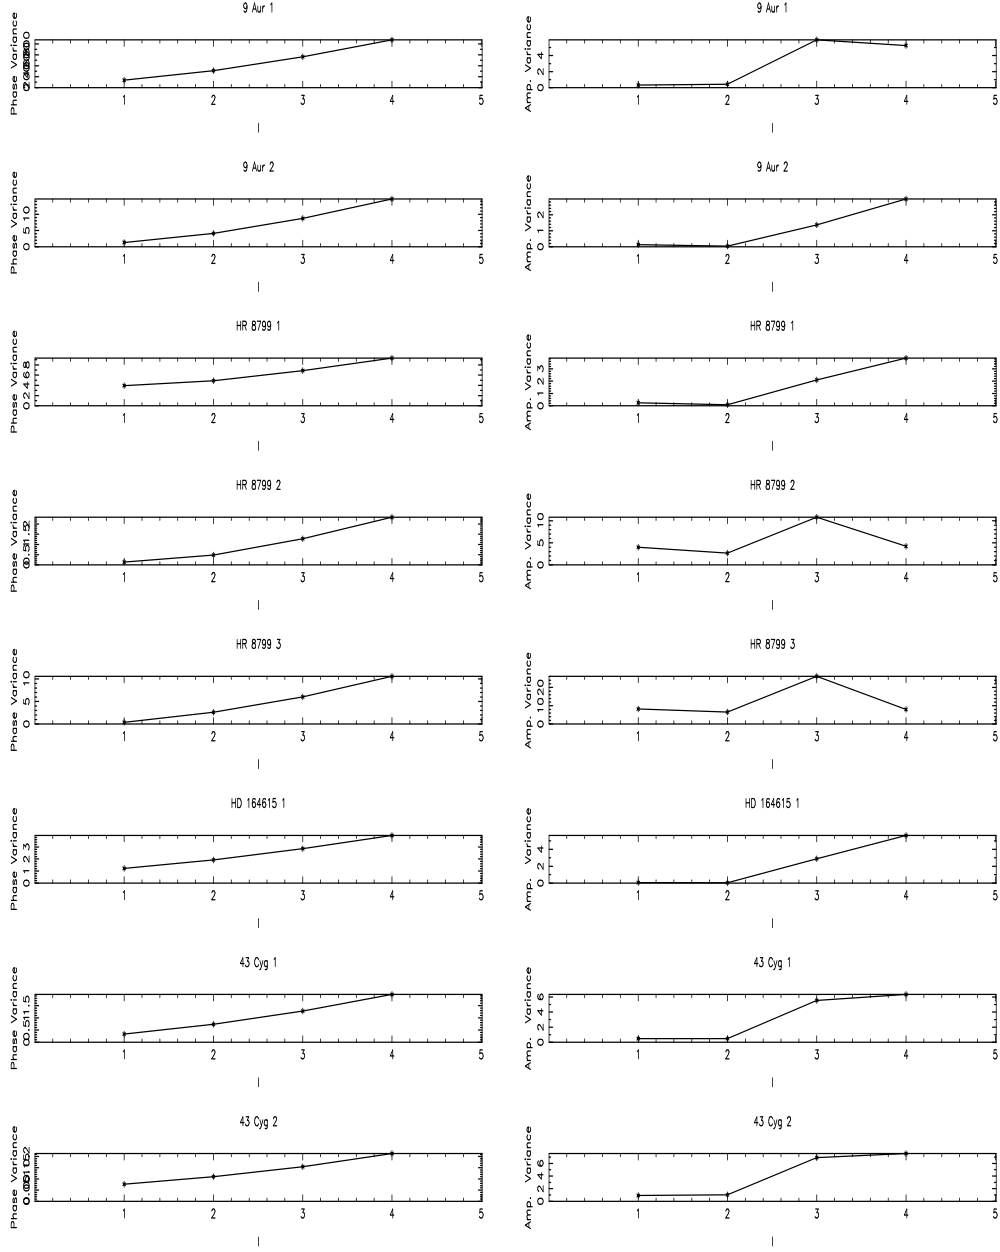 9 Aur 1
9 Aur 1
Phase Variance
Amp. Variance
0 2 4
1 2 3 4 5
1 2 3 4 5
l
l
9 Aur 2
9 Aur 2
Phase Variance
0 5 10
Amp. Variance
0 1 2
1 2 3 4 5
1 2 3 4 5
l
l
HR 8799 1
HR 8799 1
Phase Variance
0 2 4 6 8
Amp. Variance
0 1 2 3
1 2 3 4 5
1 2 3 4 5
l
l
HR 8799 2
HR 8799 2
Phase Variance
Amp. Variance
0 5 10
1 2 3 4 5
1 2 3 4 5
l
l
HR 8799 3
HR 8799 3
Phase Variance
0 5 10
Amp. Variance
0 10 20
1 2 3 4 5
1 2 3 4 5
l
l
HD 164615 1
HD 164615 1
Phase Variance
0 1 2 3
Amp. Variance
0 2 4
1 2 3 4 5
1 2 3 4 5
l
l
43 Cyg 1
43 Cyg 1
Phase Variance
0 0.5 1 1.5
Amp. Variance
0 2 4 6
1 2 3 4 5
1 2 3 4 5
l
l
43 Cyg 2
43 Cyg 2
Phase Variance
Amp. Variance
0 2 4 6
1 2 3 4 5
1 2 3 4 5
l
l